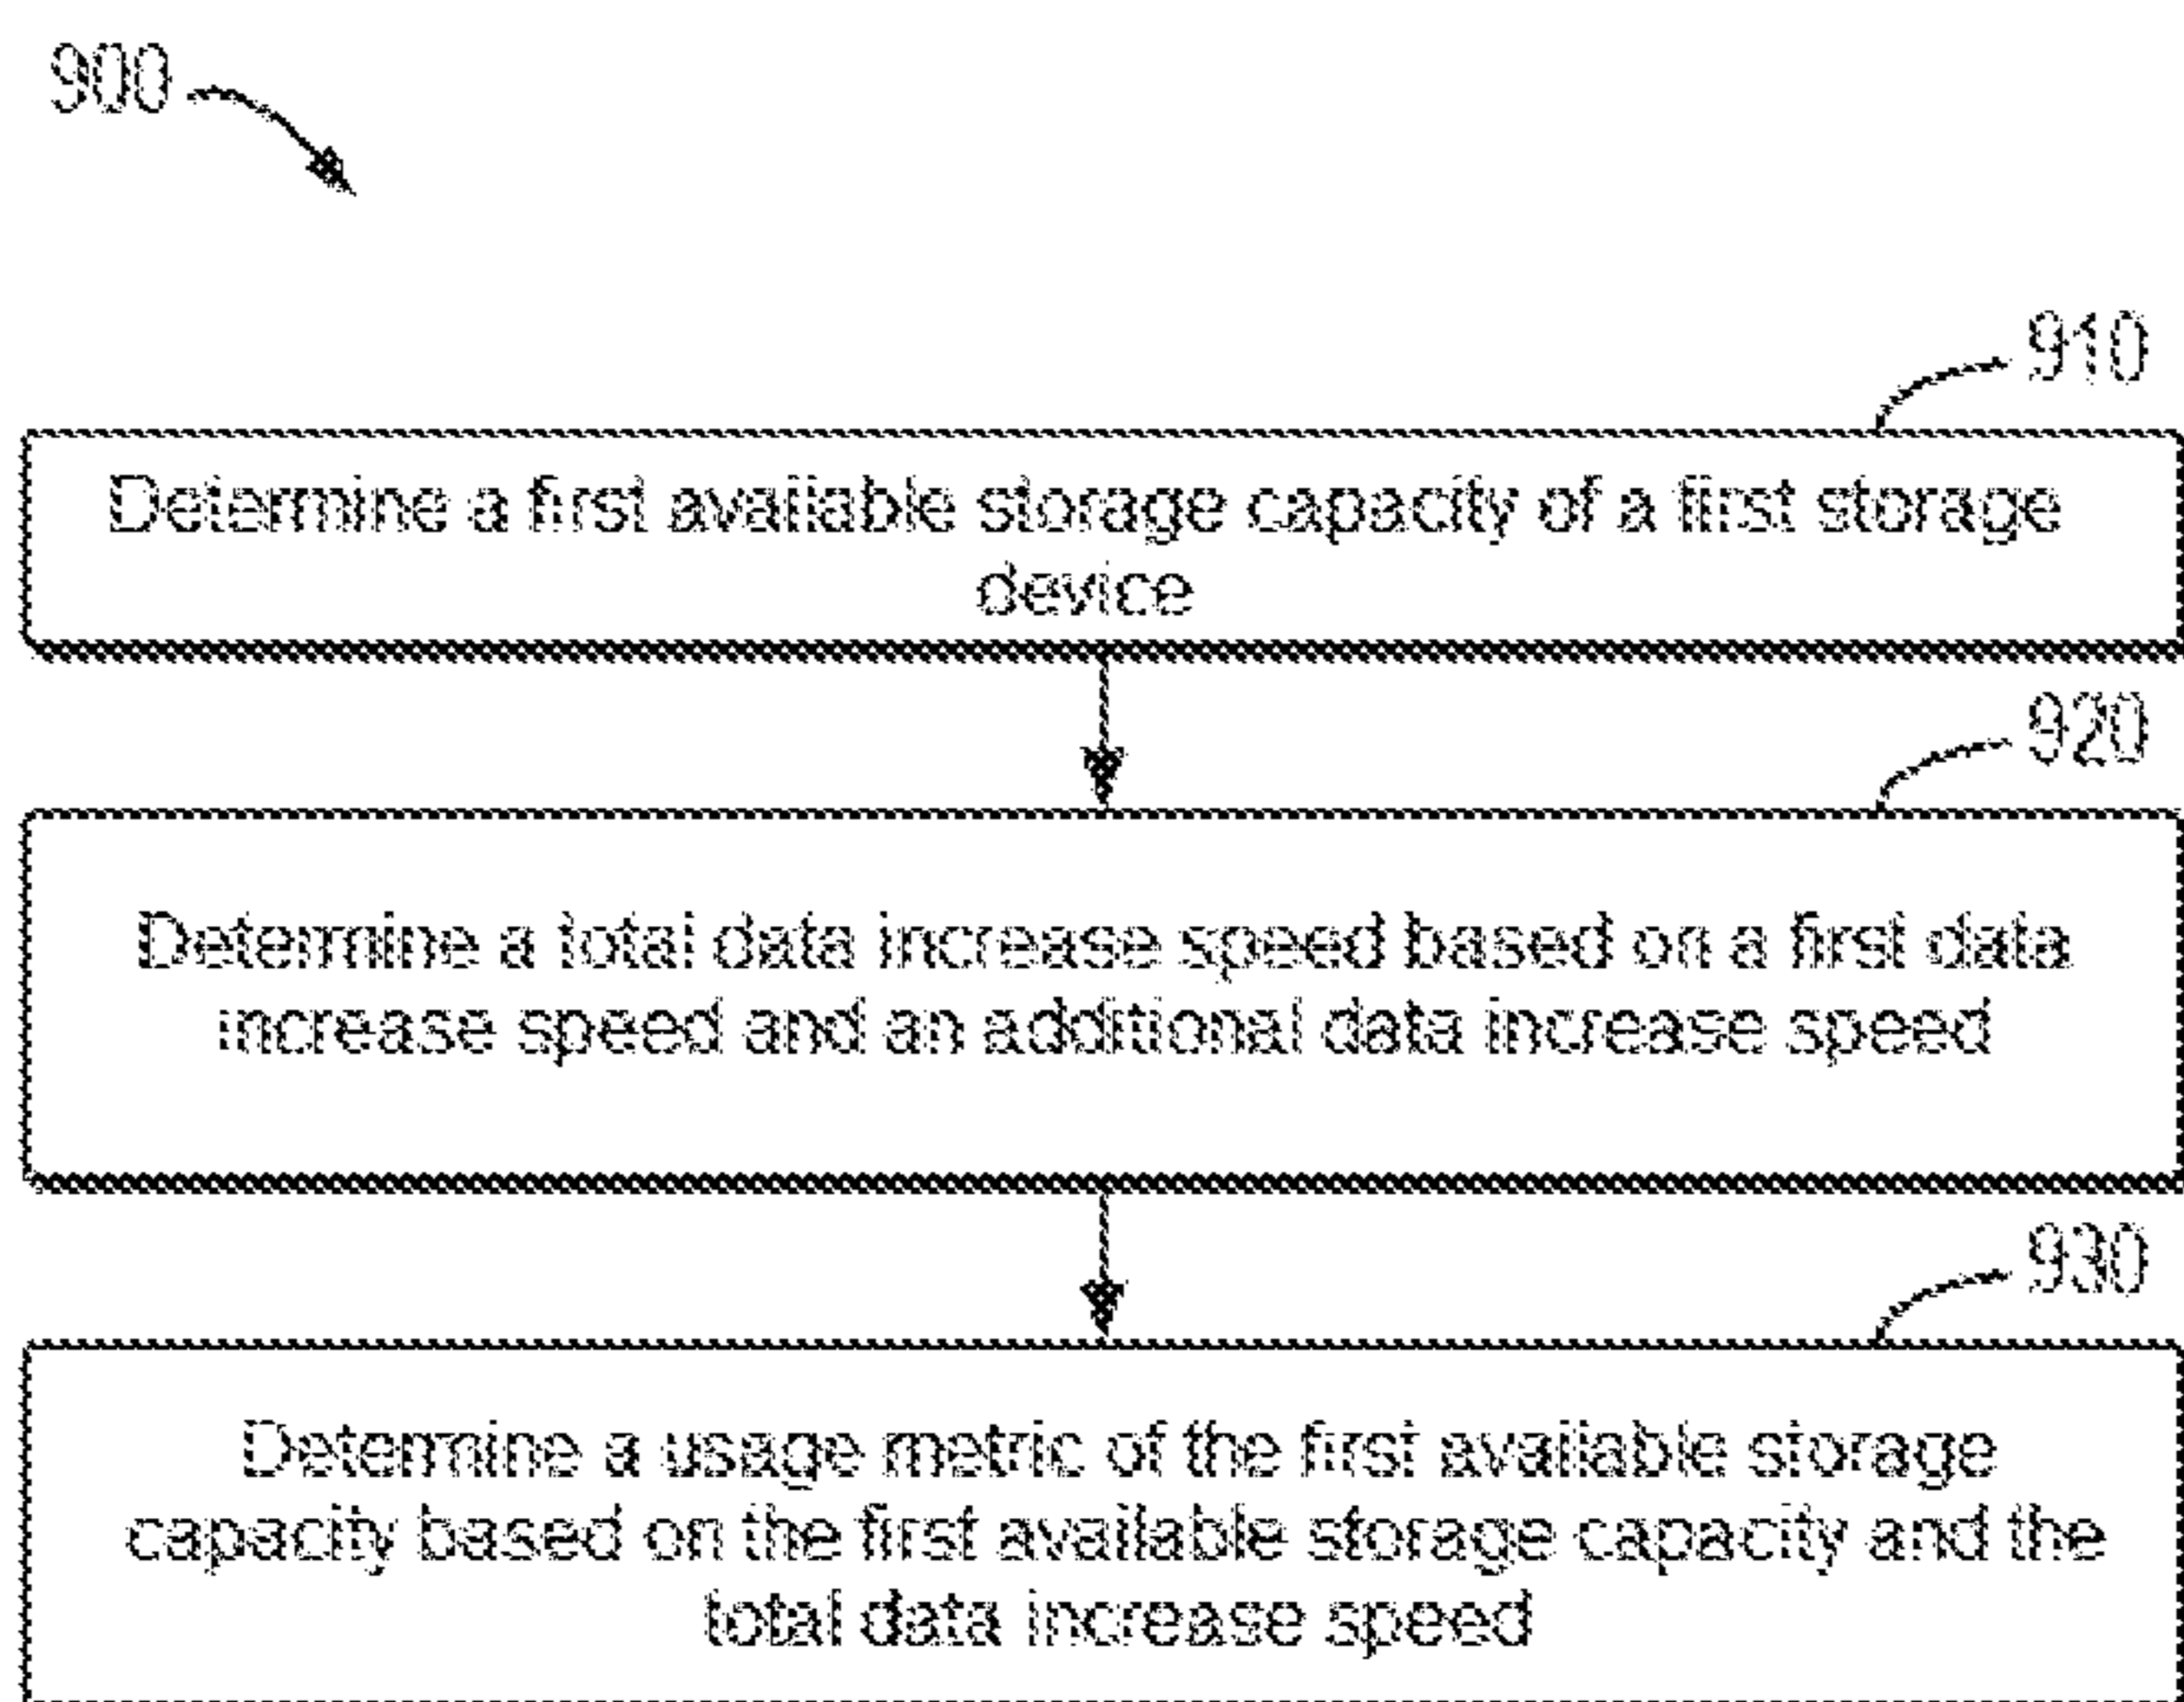 900
910
Determine a first available storage capacity of a first storage
device
920
Determine a total data increase speed based on a first data
increase speed and an additional data increase speed
930
Determine a usage metric of the first available storage
capacity based on the first available storage capacity and the
total data increase speed